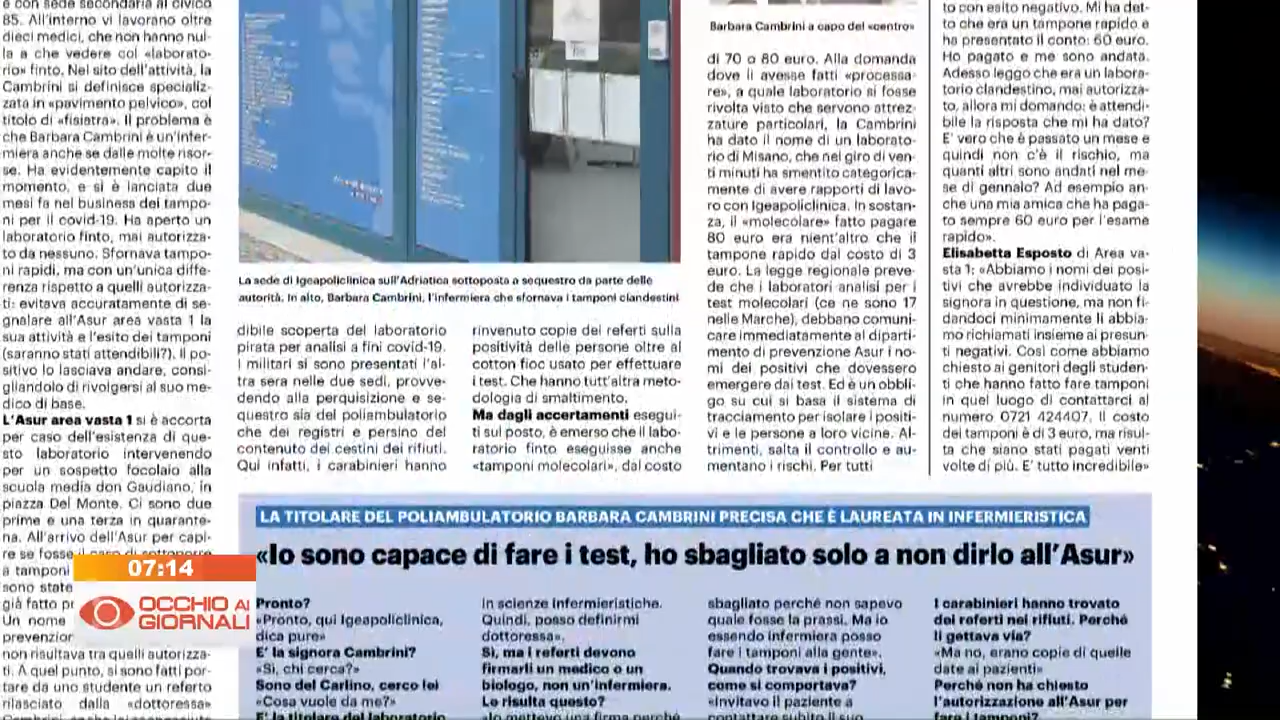 e con sede secondaria al civico
85. All'interno vi lavorano oltre
dieci medici, che non hanno nul-
la a che vedere col «laborato-
rio» finto. Nel sito dell'attività, la
Cambrini si definisce specializ-
zata in «pavimento pelvico», col
titolo di «fisiatra». Il problema è
che Barbara Cambrini è un'infer-
miera anche se dalle molte risor-
se. Ha evidentemente capito il
momento, e si è lanciata due
mesi fa nel business dei tampo-
ni per il covid-19. Ha aperto un
laboratorio finto, mai autorizza-
to da nessuno. Sfornava tampo-
ni rapidi, ma con un'unica diffe-
renza rispetto a quelli autorizza-
ti: evitava accuratamente di se-
gnalare all'Asur area vasta 1 la
sua attività e l'esito dei tamponi
(saranno stati attendibili?). Il po-
sitivo lo lasciava andare, consi-
gliandolo di rivolgersi al suo me-
dico di base.
L'Asur area vasta 1 si è accorta
per caso dell'esistenza di que-
sto laboratorio intervenendo
per un sospetto focolaio alla
scuola media don Gaudiano, in
piazza Del Monte. Ci sono due
prime e una terza in quarante-
na. All'arrivo dell'Asur per capi-
re se fosse il caso di sottoporre
a tamponi
sono state
già fatto
Un nome
prevenzion
non risultava tra quelli autorizza-
ti. A quel punto, si sono fatti por-
tare da uno studente un referto
rilasciato dalla «dottoressa»
La sede di Igeapoliclinica sull'Adriatica sottoposta a sequestro da parte delle
autorità. In alto, Barbara Cambrini, l'infermiera che sfornava i tamponi clandestini
dibile scoperta del laboratorio
pirata per analisi a fini covid-19.
I militari si sono presentati l'al-
tra sera nelle due sedi, provve-
dendo alla perquisizione e se-
questro sia del poliambulatorio
che dei registri e persino del
contenuto dei cestini dei rifiuti.
Qui infatti, i carabinieri hanno
rinvenuto copie dei referti sulla
positività delle persone oltre al
cotton fioc usato per effettuare
i test. Che hanno tutt'altra meto-
dologia di smaltimento.
Ma dagli accertamenti esegui-
ti sul posto, è emerso che il labo-
ratorio finto eseguisse anche
«tamponi molecolari», dal costo
Barbara Cambrini a capo del «centro»
di 70 o 80 euro. Alla domanda
dove li avesse fatti «processa-
re», a quale laboratorio si fosse
rivolta visto che servono attrez-
zature particolari, la Cambrini
ha dato il nome di un laborato-
rio di Misano, che nel giro di ven-
ti minuti ha smentito categorica-
mente di avere rapporti di lavo-
ro con Igeapoliclinica. In sostan-
za, il «molecolare» fatto pagare
80 euro era nient'altro che il
tampone rapido dal costo di 3
euro. La legge regionale preve-
de che i laboratori analisi per i
test molecolari (ce ne sono 17
nelle Marche), debbano comuni-
care immediatamente al diparti-
mento di prevenzione Asur i no-
mi dei positivi che dovessero
emergere dai test. Ed è un obbli-
go su cui si basa il sistema di
tracciamento per isolare i positi-
vi e le persone a loro vicine. Al-
trimenti, salta il controllo e au-
mentano i rischi. Per tutti
to con esito negativo. Mi ha det-
to che era un tampone rapido e
ha presentato il conto: 60 euro.
Ho pagato e me sono andata.
Adesso leggo che era un labora-
torio clandestino, mai autorizza-
to, allora mi domando: è attendi-
bile la risposta che mi ha dato?
E' vero che è passato un mese e
quindi non c'è il rischio, ma
quanti altri sono andati nel me-
se di gennaio? Ad esempio an-
che una mia amica che ha paga-
to sempre 60 euro per l'esame
rapido».
Elisabetta Esposto di Area va-
sta 1: «Abbiamo i nomi dei posi-
tivi che avrebbe individuato la
signora in questione, ma non fi-
dandoci minimamente li abbia-
mo richiamati insieme ai presun-
ti negativi. Così come abbiamo
chiesto ai genitori degli studen-
ti che hanno fatto fare tamponi
in quel luogo di contattarci al
numero 0721 424407. Il costo
dei tamponi è di 3 euro, ma risul-
ta che siano stati pagati venti
volte di più. E' tutto incredibile»
LA TITOLARE DEL POLIAMBULATORIO BARBARA CAMBRINI PRECISA CHE È LAUREATA IN INFERMIERISTICA
«Io sono capace di fare i test, ho sbagliato solo a non dirlo all'Asur»
Pronto?
«Pronto, qui Igeapoliclinica,
dica pure»
E' la signora Cambrini?
«Sì, chi cerca?»
Sono del Carlino, cerco lei
«Cosa vuole da me?»
E' la titolare del laboratorio
in scienze infermieristiche.
Quindi, posso definirmi
dottoressa».
Sì, ma i referti devono
firmarli un medico o un
biologo, non un'infermiera.
Le risulta questo?
«Io mettevo una firma perché
sbagliato perché non sapevo
quale fosse la prassi. Ma io
essendo infermiera posso
fare i tamponi alla gente».
Quando trovava i positivi,
come si comportava?
«Invitavo il paziente a
contattare subito il suo
I carabinieri hanno trovato
dei referti nei rifiuti. Perché
li gettava via?
«Ma no, erano copie di quelle
date ai pazienti»
Perché non ha chiesto
l'autorizzazione all'Asur per
fare i tamponi?
07:14
OCCHIO AI
GIORNALI